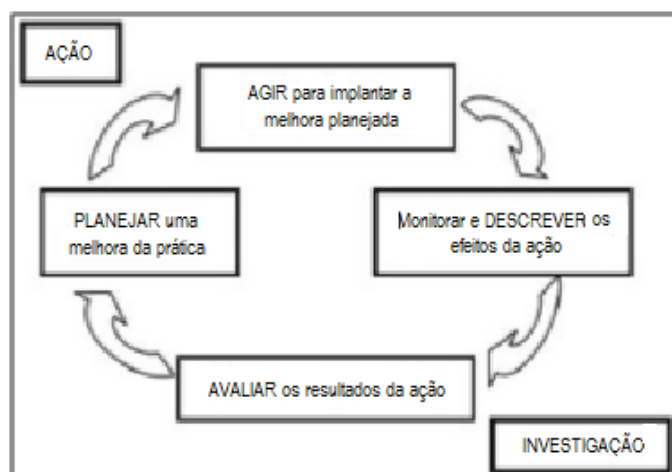 AÇÃO
AGIR para implantar a
melhora planejada
PLANEJAR uma
melhora da prática
Monitorar e DESCREVER os
efeitos da ação
AVALIAR os resultados da ação
INVESTIGAÇÃO